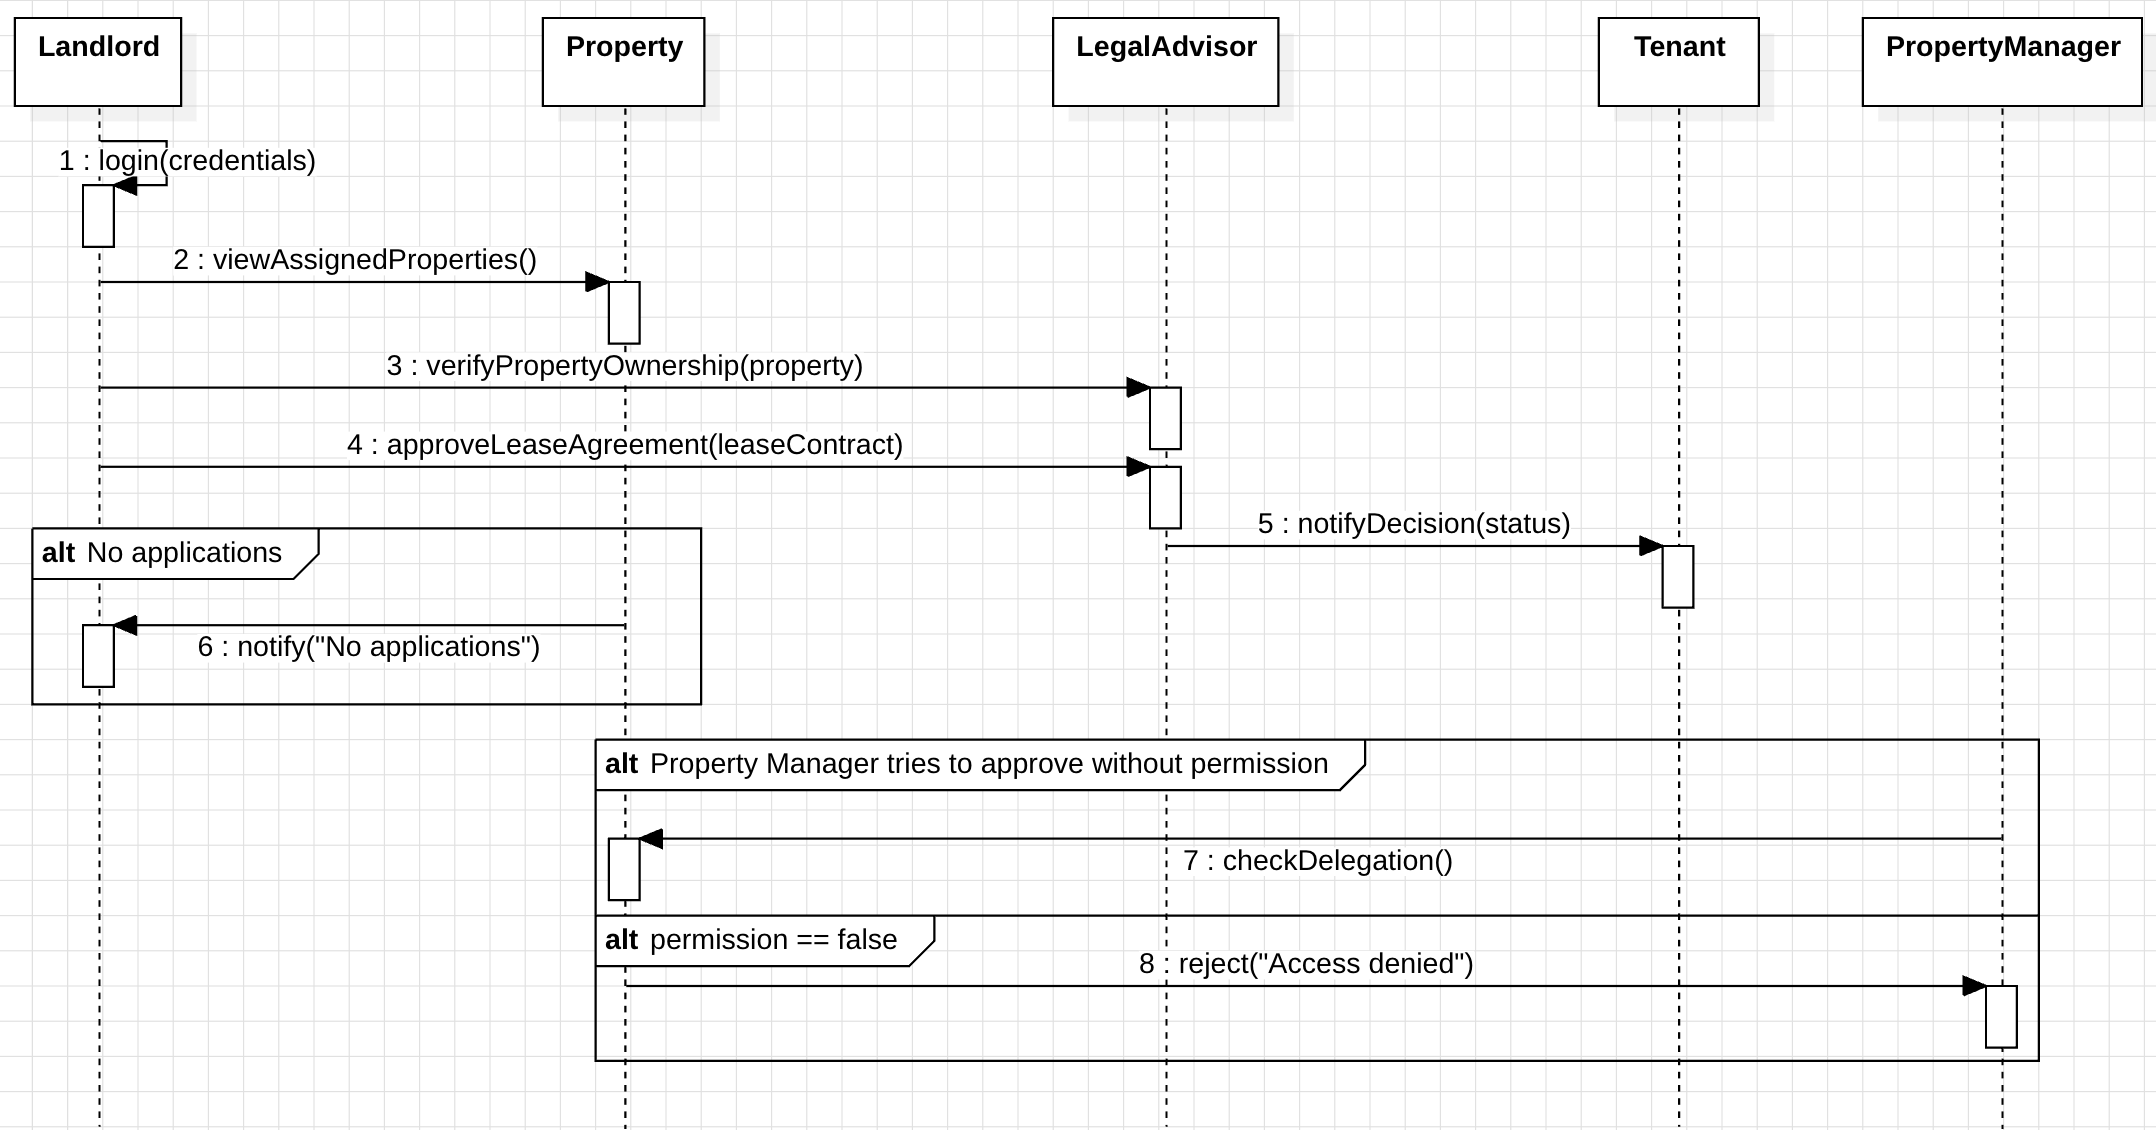 Landlord
Property
LegalAdvisor
Tenant
PropertyManager
1 : login(credentials)
2 : viewAssignedProperties()
3 : verifyPropertyOwnership(property)
4 : approveLeaseAgreement(leaseContract)
5 : notifyDecision(status)
alt No applications
6 : notify("No applications")
alt Property Manager tries to approve without permission
7 : checkDelegation()
alt permission == false
8 : reject("Access denied")